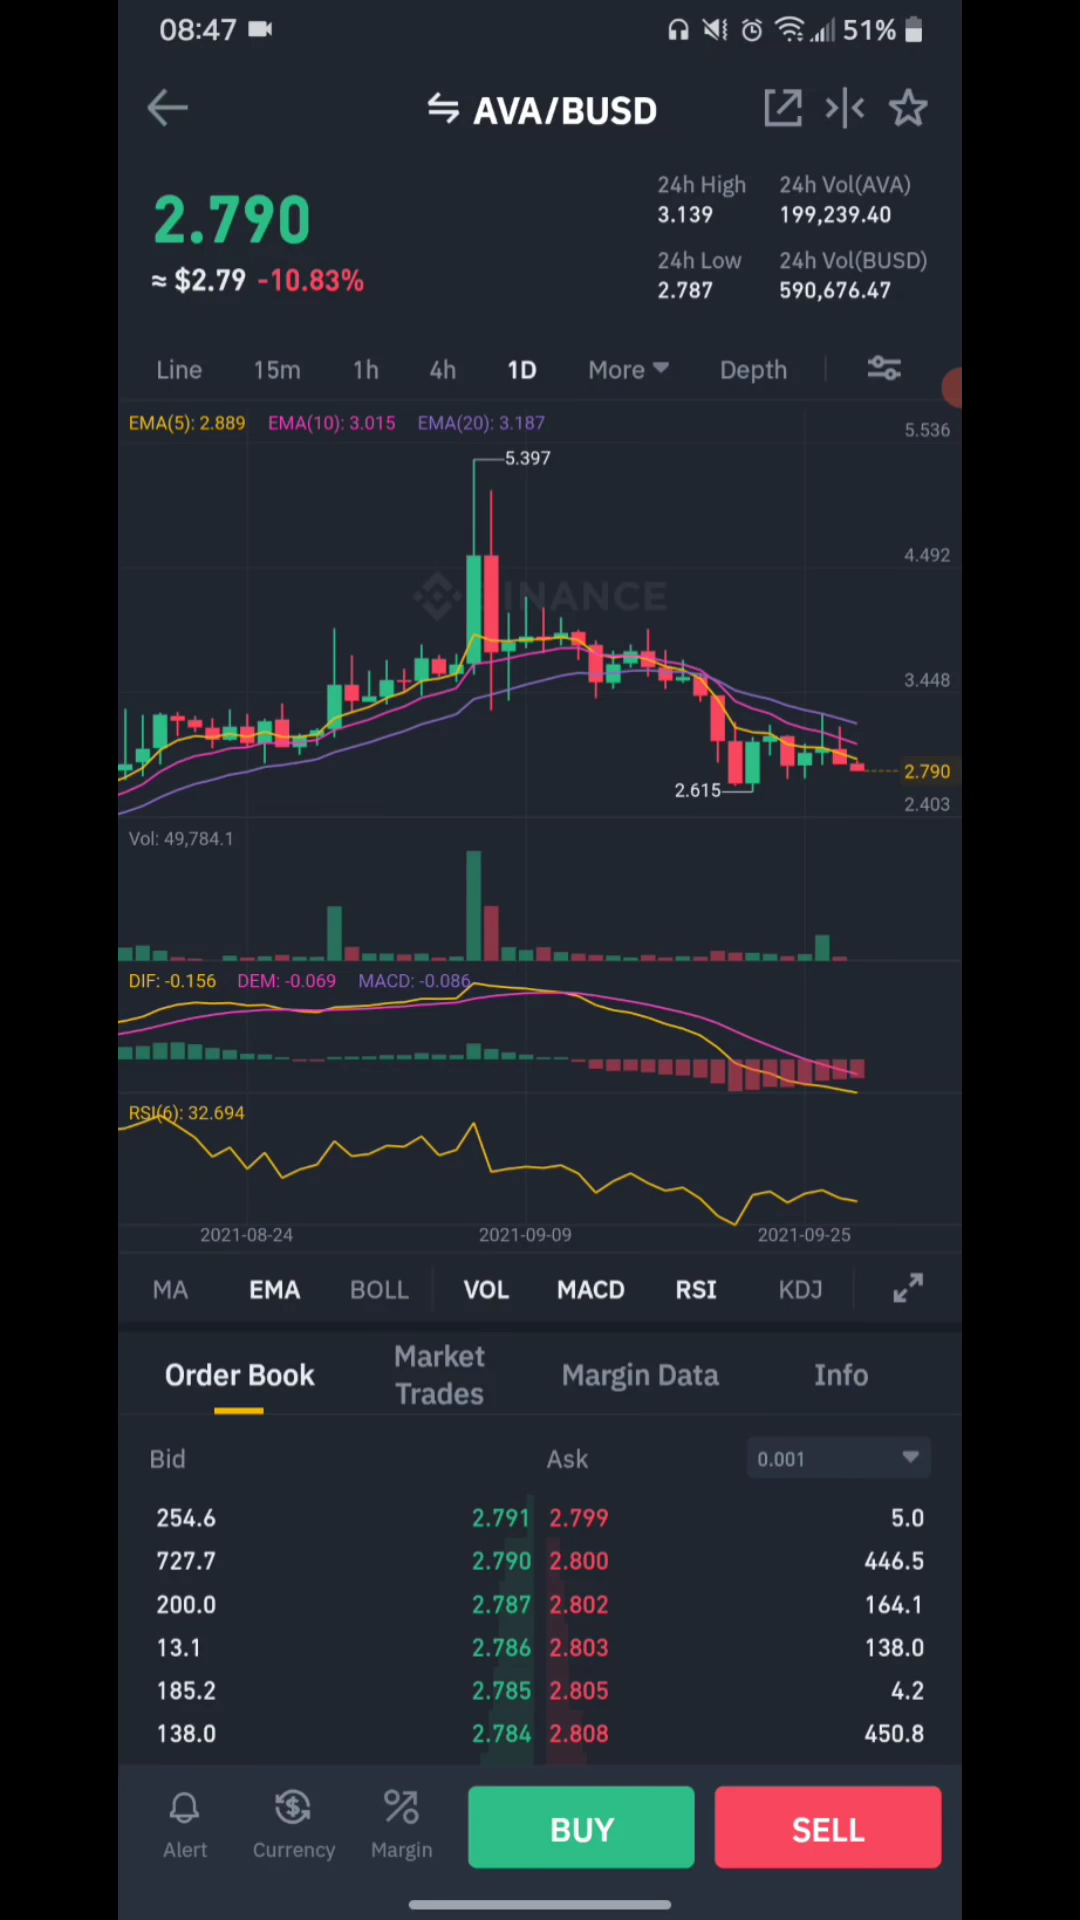 08:47 51%
AVA/BUSD
2.790
≈ $2.79 -10.83%
24h High 24h Vol(AVA)
3.139 199,239.40
24h Low 24h Vol(BUSD)
2.787 590,676.47
Line 15m 1h 4h 1D More Depth
EMA(5): 2.889 EMA(10): 3.015 EMA(20): 3.187
5.536
5.397
4.492
BINANCE
3.448
2.790
2.615
2.403
Vol: 49,784.1
DIF: -0.156 DEM: -0.069 MACD: -0.086
RSI(6): 32.694
2021-08-24 2021-09-09 2021-09-25
MA EMA BOLL VOL MACD RSI KDJ
Order Book Market Trades Margin Data Info
Bid Ask 0.001
254.6 2.791 2.799 5.0
727.7 2.790 2.800 446.5
200.0 2.787 2.802 164.1
13.1 2.786 2.803 138.0
185.2 2.785 2.805 4.2
138.0 2.784 2.808 450.8
Alert Currency Margin BUY SELL